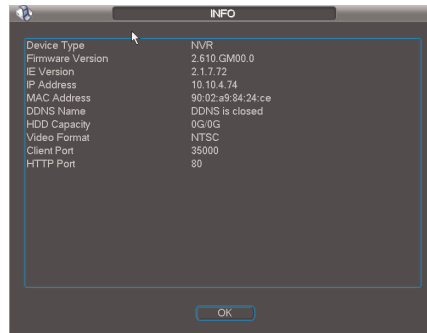 INFO
Device Type NVR
Firmware Version 2.610.GM00.0
IE Version 2.1.7.72
IP Address 10.10.4.74
MAC Address 90:02:a9:84:24:ce
DDNS Name DDNS is closed
HDD Capacity 0G/0G
Video Format NTSC
Client Port 35000
HTTP Port 80
OK